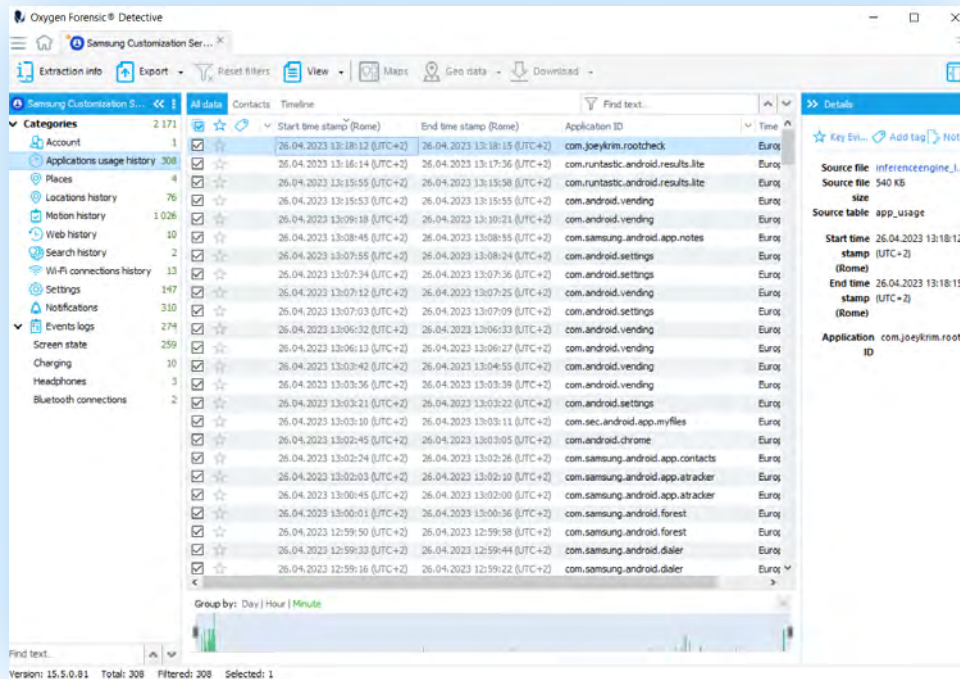 Oxygen Forensic® Detective
Samsung Customization Ser...
Extraction info Export Reset filters View Maps Geo data Download
Samsung Customization S...
Categories 2 171
Account 1
Applications usage history 308
Places 4
Locations history 76
Motion history 1 026
Web history 10
Search history 2
Wi-Fi connections history 13
Settings 147
Notifications 310
Events logs 274
Screen state 259
Charging 10
Headphones 3
Bluetooth connections 2
Find text...
All data Contacts Timeline Find text...
Start time stamp (Rome) End time stamp (Rome) Application ID Time
26.04.2023 13:18:12 (UTC+2) 26.04.2023 13:18:15 (UTC+2) com.joeykrim.rootcheck Europ
26.04.2023 13:16:14 (UTC+2) 26.04.2023 13:17:36 (UTC+2) com.runtastic.android.results.lite Europ
26.04.2023 13:15:55 (UTC+2) 26.04.2023 13:15:58 (UTC+2) com.runtastic.android.results.lite Europ
26.04.2023 13:15:53 (UTC+2) 26.04.2023 13:15:55 (UTC+2) com.android.vending Europ
26.04.2023 13:09:18 (UTC+2) 26.04.2023 13:10:21 (UTC+2) com.android.vending Europ
26.04.2023 13:08:45 (UTC+2) 26.04.2023 13:08:55 (UTC+2) com.samsung.android.app.notes Europ
26.04.2023 13:07:55 (UTC+2) 26.04.2023 13:08:24 (UTC+2) com.android.settings Europ
26.04.2023 13:07:34 (UTC+2) 26.04.2023 13:07:36 (UTC+2) com.android.settings Europ
26.04.2023 13:07:12 (UTC+2) 26.04.2023 13:07:25 (UTC+2) com.android.vending Europ
26.04.2023 13:07:03 (UTC+2) 26.04.2023 13:07:09 (UTC+2) com.android.settings Europ
26.04.2023 13:06:32 (UTC+2) 26.04.2023 13:06:33 (UTC+2) com.android.vending Europ
26.04.2023 13:06:13 (UTC+2) 26.04.2023 13:06:27 (UTC+2) com.android.vending Europ
26.04.2023 13:03:42 (UTC+2) 26.04.2023 13:04:55 (UTC+2) com.android.vending Europ
26.04.2023 13:03:36 (UTC+2) 26.04.2023 13:03:39 (UTC+2) com.android.vending Europ
26.04.2023 13:03:21 (UTC+2) 26.04.2023 13:03:22 (UTC+2) com.android.settings Europ
26.04.2023 13:03:10 (UTC+2) 26.04.2023 13:03:11 (UTC+2) com.sec.android.app.myfiles Europ
26.04.2023 13:02:45 (UTC+2) 26.04.2023 13:03:05 (UTC+2) com.android.chrome Europ
26.04.2023 13:02:24 (UTC+2) 26.04.2023 13:02:26 (UTC+2) com.samsung.android.app.contacts Europ
26.04.2023 13:02:03 (UTC+2) 26.04.2023 13:02:10 (UTC+2) com.samsung.android.app.atracker Europ
26.04.2023 13:00:45 (UTC+2) 26.04.2023 13:02:00 (UTC+2) com.samsung.android.app.atracker Europ
26.04.2023 13:00:01 (UTC+2) 26.04.2023 13:00:36 (UTC+2) com.samsung.android.forest Europ
26.04.2023 12:59:50 (UTC+2) 26.04.2023 12:59:58 (UTC+2) com.samsung.android.forest Europ
26.04.2023 12:59:33 (UTC+2) 26.04.2023 12:59:44 (UTC+2) com.samsung.android.dialer Europ
26.04.2023 12:59:16 (UTC+2) 26.04.2023 12:59:22 (UTC+2) com.samsung.android.dialer Europ
Group by: Day | Hour | Minute
Details
Key Evi... Add tag Not
Source file inferenceengine_l...
Source file 540 KБ
size
Source table app_usage
Start time 26.04.2023 13:18:12
stamp (UTC+2)
(Rome)
End time 26.04.2023 13:18:15
stamp (UTC+2)
(Rome)
Application com.joeykrim.root
ID
Version: 15.5.0.81 Total: 308 Filtered: 308 Selected: 1